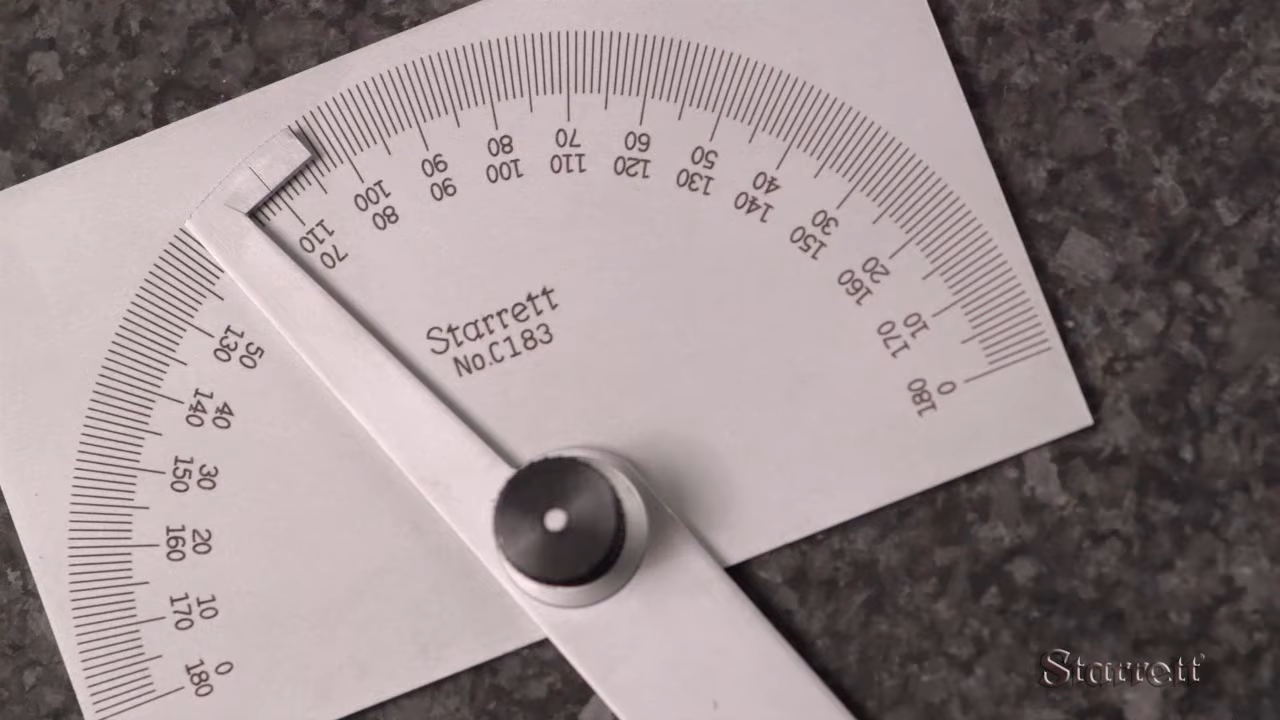 90 80 70 60 50 40 30 20 10 0
90 100 110 120 130 140 150 160 170 180
100 80
110 70
50 130
40 140
30 150
20 160
10 170
0 180
Starrett
No.C183
Starrett